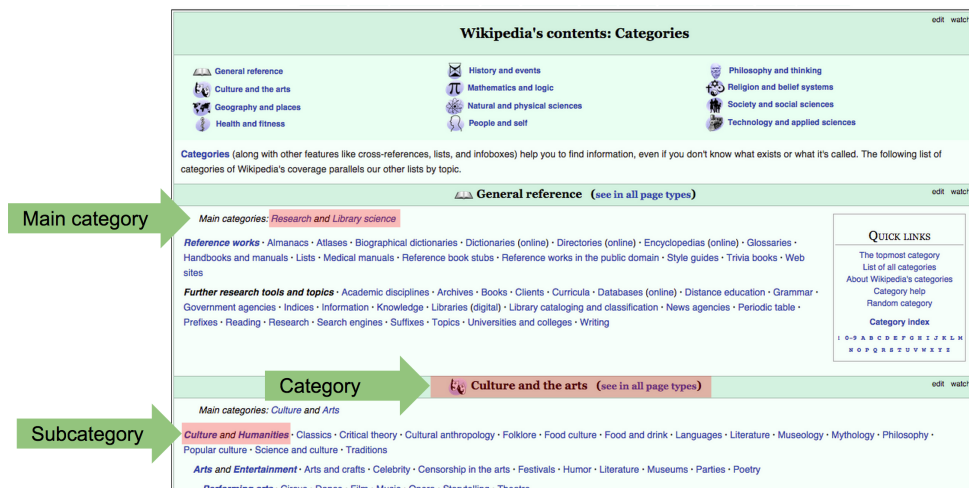 edit watch
Wikipedia's contents: Categories
General reference
Culture and the arts
Geography and places
Health and fitness
History and events
Mathematics and logic
Natural and physical sciences
People and self
Philosophy and thinking
Religion and belief systems
Society and social sciences
Technology and applied sciences
Categories (along with other features like cross-references, lists, and infoboxes) help you to find information, even if you don't know what exists or what it's called. The following list of
categories of Wikipedia's coverage parallels our other lists by topic.
General reference (see in all page types)
edit watch
Main category
Main categories: Research and Library science
Reference works · Almanacs · Atlases · Biographical dictionaries · Dictionaries (online) · Directories (online) · Encyclopedias (online) · Glossaries ·
Handbooks and manuals · Lists · Medical manuals · Reference book stubs · Reference works in the public domain · Style guides · Trivia books · Web
sites
Further research tools and topics · Academic disciplines · Archives · Books · Clients · Curricula · Databases (online) · Distance education · Grammar ·
Government agencies · Indices · Information · Knowledge · Libraries (digital) · Library cataloging and classification · News agencies · Periodic table ·
Prefixes · Reading · Research · Search engines · Suffixes · Topics · Universities and colleges · Writing
Quick links
The topmost category
List of all categories
About Wikipedia's categories
Category help
Random category
Category index
! 0-9 A B C D E F G H I J K L M
N O P Q R S T U V W X Y Z
Category
Culture and the arts (see in all page types)
edit watch
Main categories: Culture and Arts
Subcategory
Culture and Humanities · Classics · Critical theory · Cultural anthropology · Folklore · Food culture · Food and drink · Languages · Literature · Museology · Mythology · Philosophy ·
Popular culture · Science and culture · Traditions
Arts and Entertainment · Arts and crafts · Celebrity · Censorship in the arts · Festivals · Humor · Literature · Museums · Parties · Poetry
Performing arts · Circus · Dance · Film · Music · Opera · Storytelling · Theatre